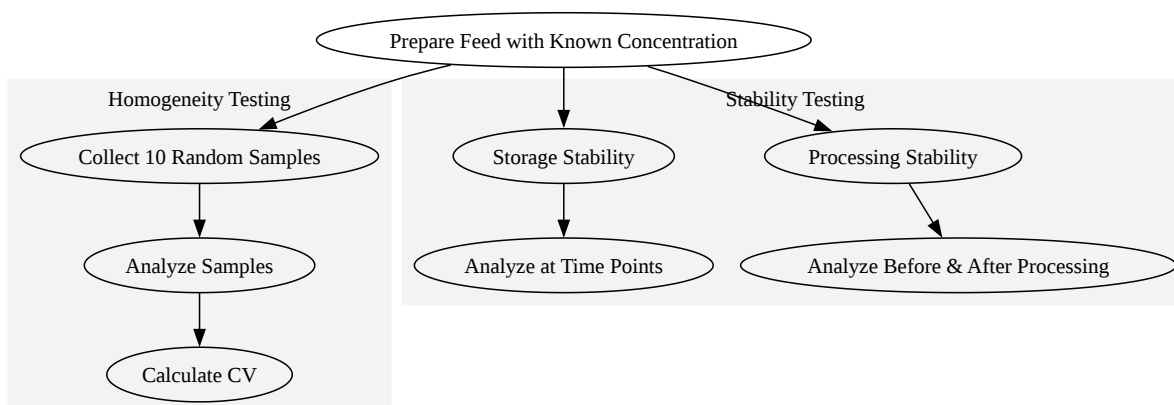 Prepare Feed with Known Concentration
Homogeneity Testing
Stability Testing
Collect 10 Random Samples
Storage Stability
Processing Stability
Analyze Samples
Analyze at Time Points
Analyze Before & After Processing
Calculate CV